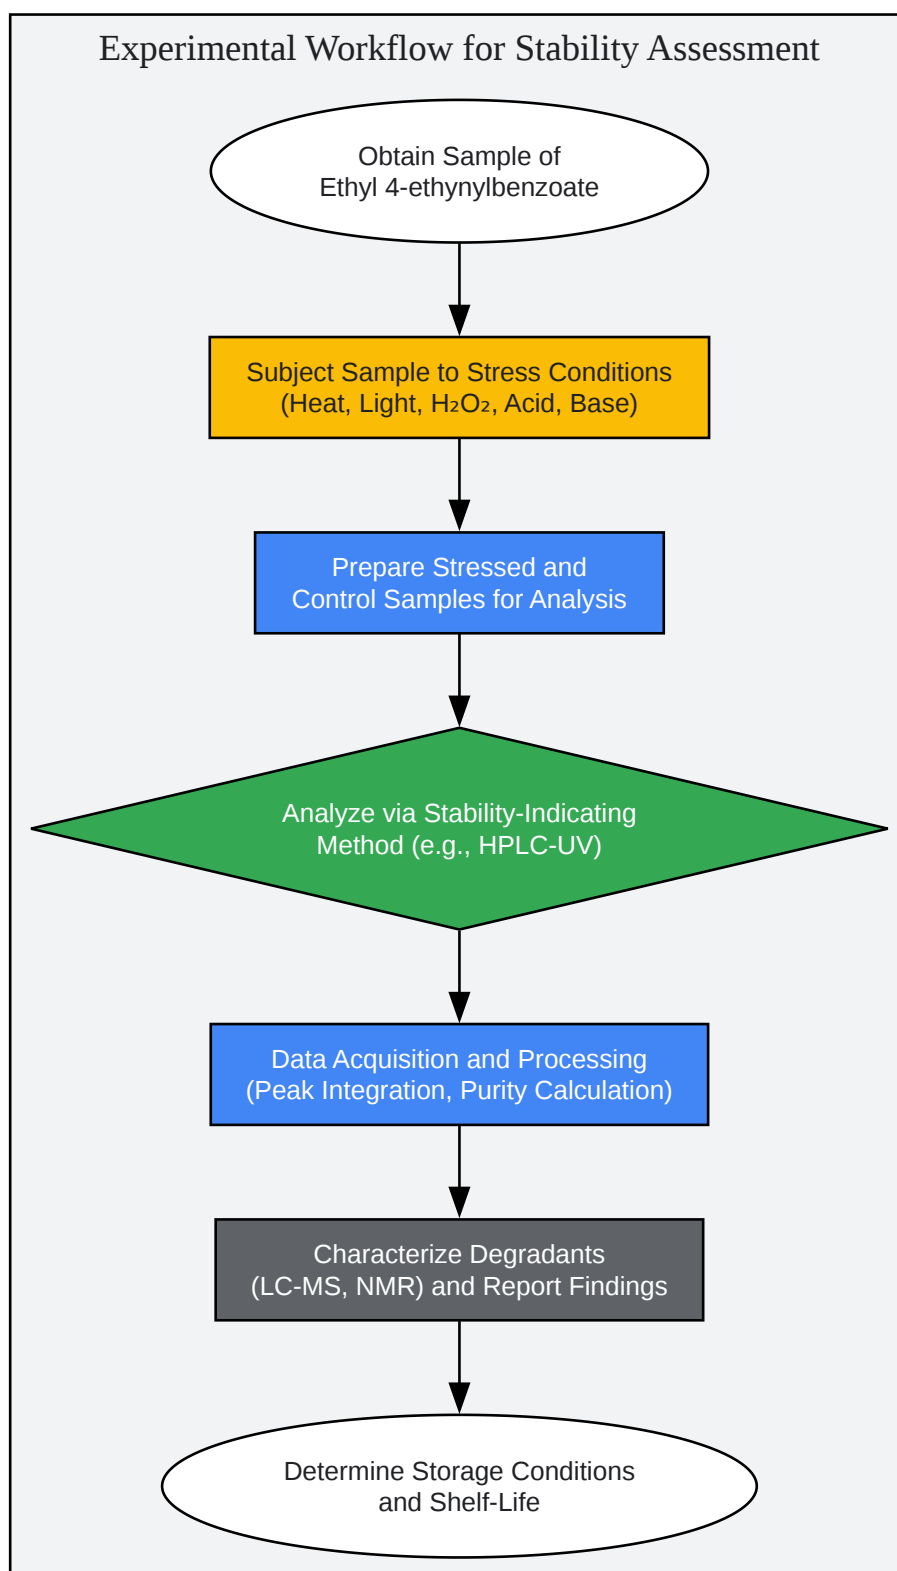 Experimental Workflow for Stability Assessment
Obtain Sample of
Ethyl 4-ethynylbenzoate
Subject Sample to Stress Conditions
(Heat, Light, H₂O₂, Acid, Base)
Prepare Stressed and
Control Samples for Analysis
Analyze via Stability-Indicating
Method (e.g., HPLC-UV)
Data Acquisition and Processing
(Peak Integration, Purity Calculation)
Characterize Degradants
(LC-MS, NMR) and Report Findings
Determine Storage Conditions
and Shelf-Life